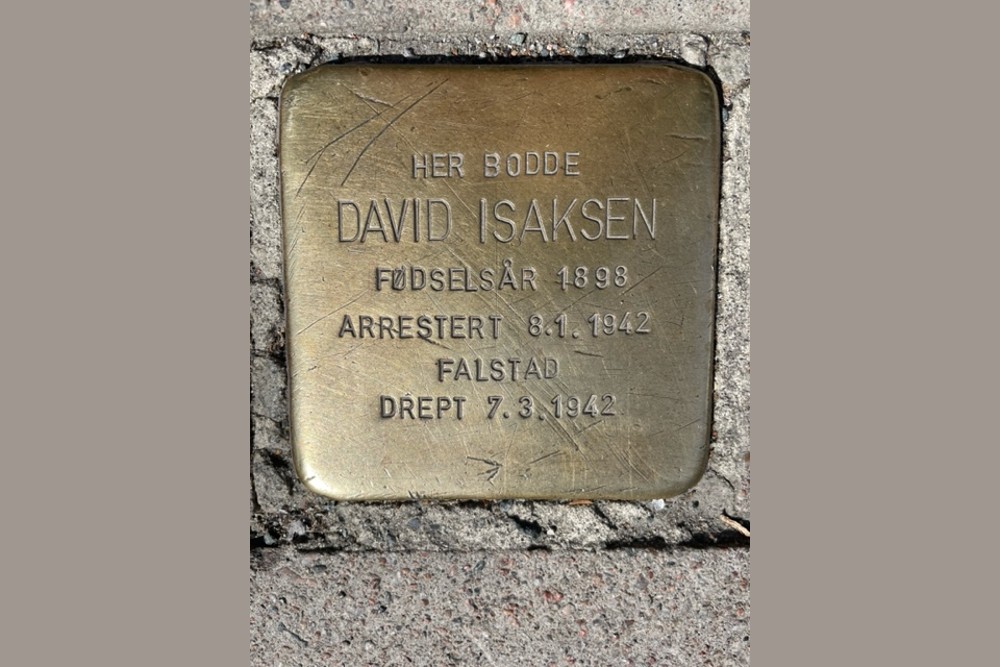 HER BODDE
DAVID ISAKSEN
FØDSELSÅR 1898
ARRESTERT 8.1.1942
FALSTAD
DREPT 7.3.1942